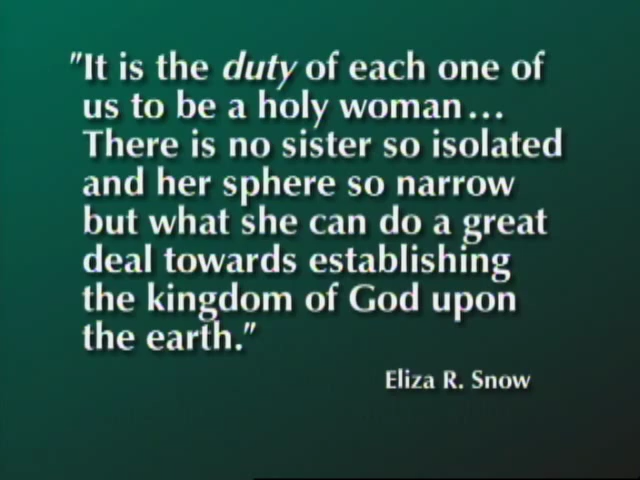 "It is the duty of each one of
us to be a holy woman...
There is no sister so isolated
and her sphere so narrow
but what she can do a great
deal towards establishing
the kingdom of God upon
the earth."
Eliza R. Snow